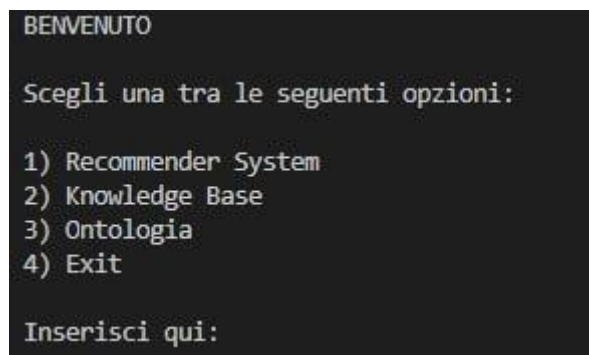 BENVENUTO
Scegli una tra le seguenti opzioni:
1) Recommender System
2) Knowledge Base
3) Ontologia
4) Exit
Inserisci qui: